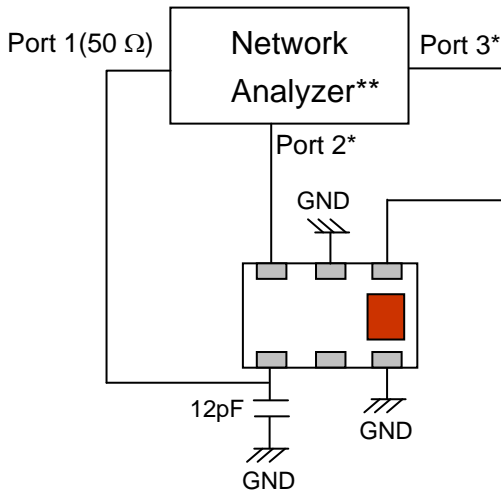 Port 1(50 Ω)
Network
Analyzer**
Port 3*
Port 2*
GND
12pF
GND
GND